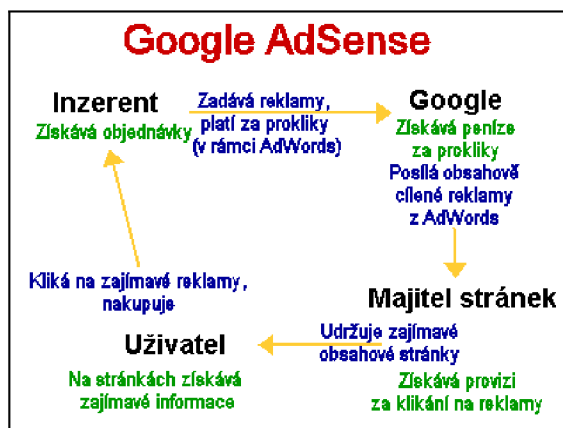 Google AdSense
Inzerent
Získává objednávky
Zadává reklamy,
platí za prokliky
(v rámci AdWords)
Google
Získává peníze
za prokliky
Posílá obsahově
cílené reklamy
z AdWords
Majitel stránek
Získává provizi
za klikání na reklamy
Udržuje zajímavé
obsahové stránky
Uživatel
Na stránkách získává
zajímavé informace
Kliká na zajímavé reklamy,
nakupuje